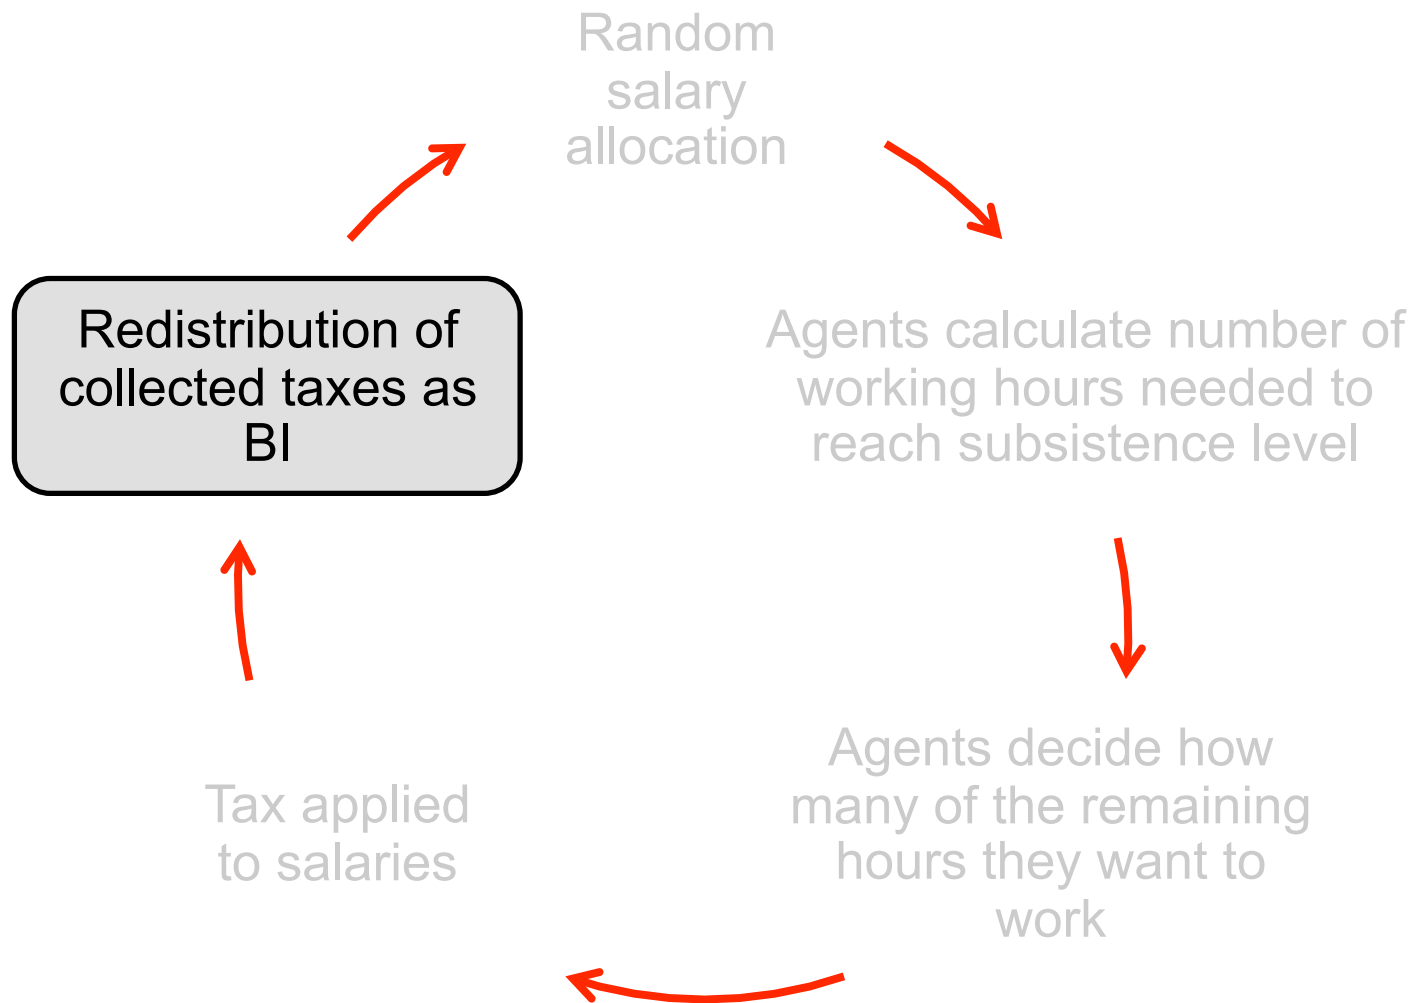 Random
salary
allocation
Redistribution of
collected taxes as
BI
Agents calculate number of
working hours needed to
reach subsistence level
Agents decide how
many of the remaining
hours they want to
work
Tax applied
to salaries